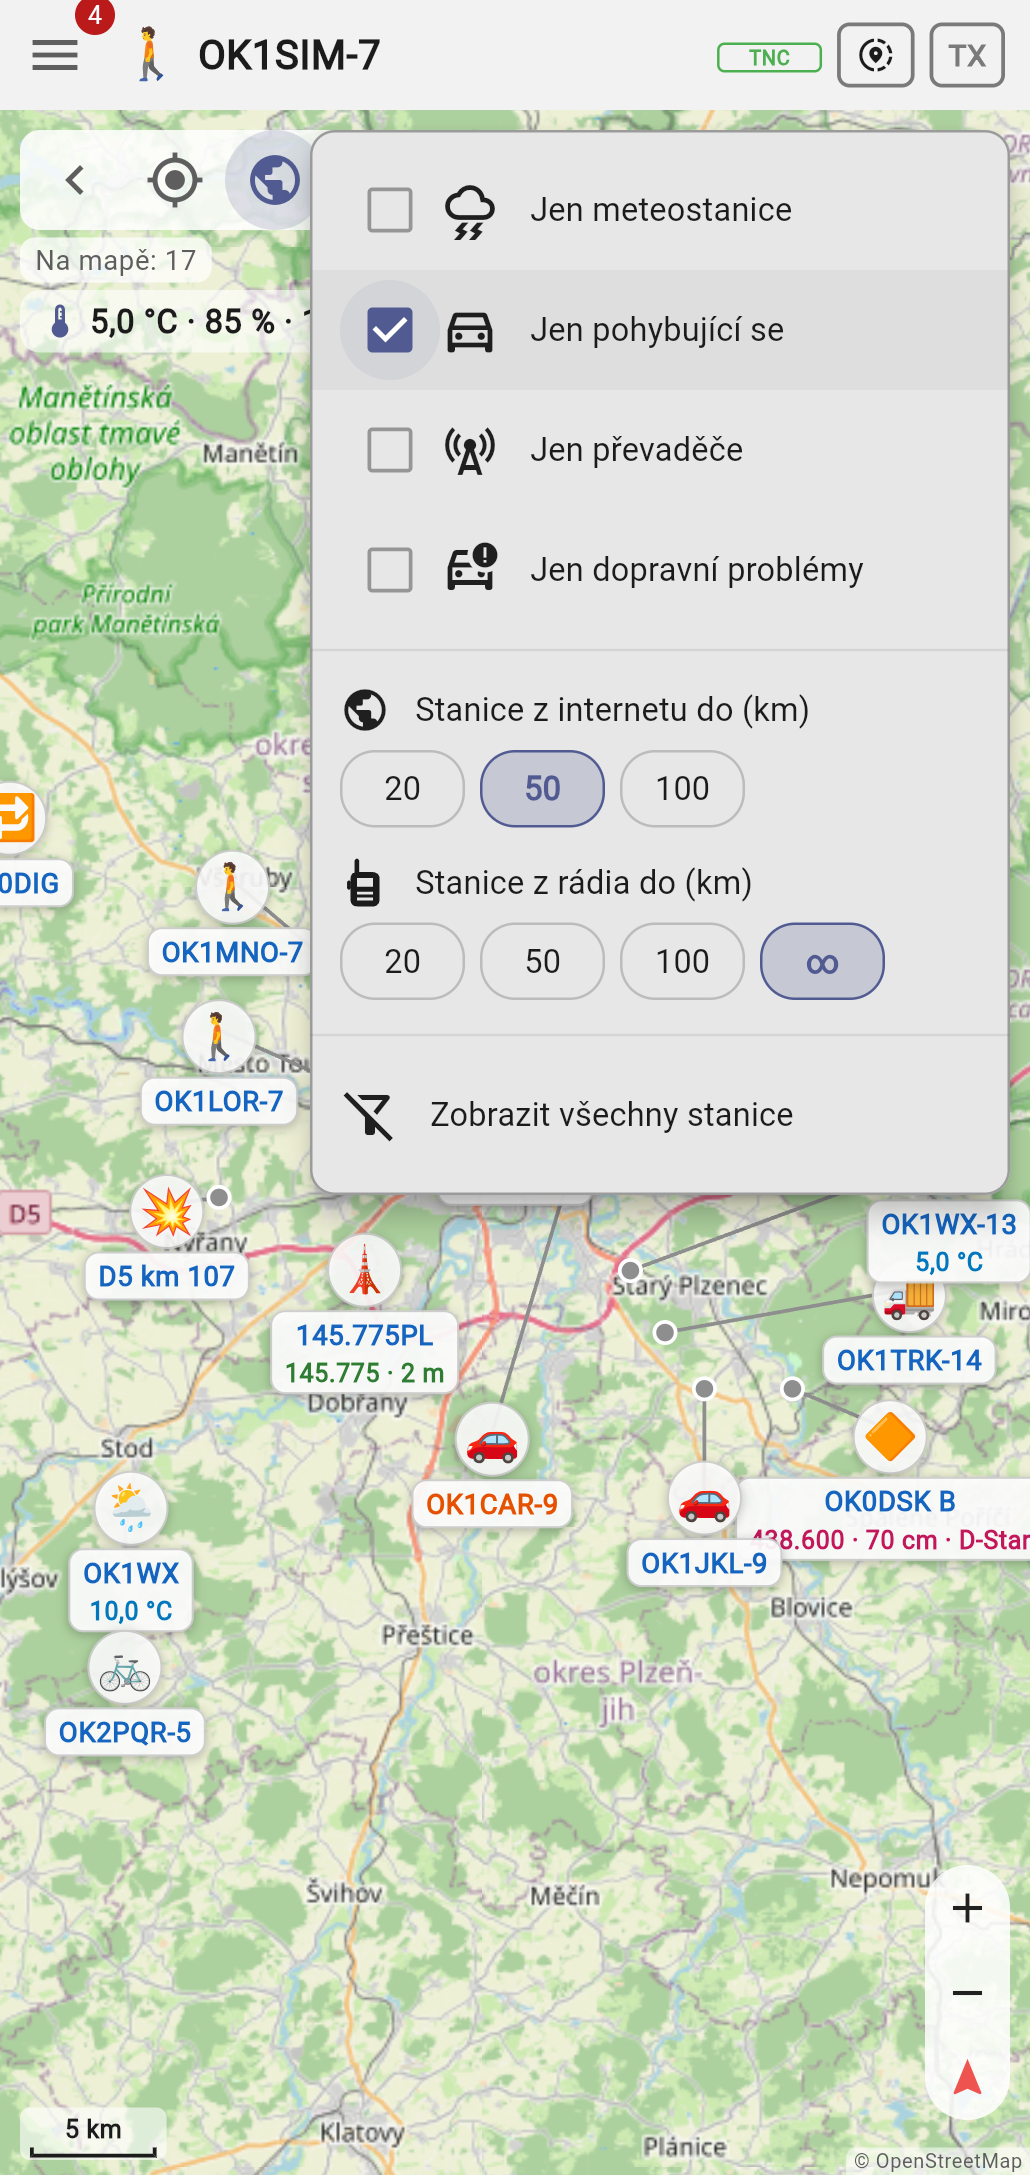 4
OK1SIM-7
TNC
TX
Na mapě: 17
5,0 °C · 85 % ·
Jen meteostanice
Jen pohybující se
Jen převaděče
Jen dopravní problémy
Stanice z internetu do (km)
20
50
100
Stanice z rádia do (km)
20
50
100
∞
Zobrazit všechny stanice
Manětínská
oblast tmavé
oblohy
Manětín
Přírodní
park Manětínská
0DIG
OK1MNO-7
OK1LOR-7
D5
D5 km 107
145.775PL
145.775 · 2 m
Dobřany
Starý Plzenec
OK1WX-13
5,0 °C
OK1TRK-14
Stod
OK1CAR-9
OK0DSK B
438.600 · 70 cm · D-Star
OK1JKL-9
OK1WX
10,0 °C
Blovice
Přeštice
okres Plzeň-
jih
OK2PQR-5
Nepomuk
Švihov
Měčín
+
−
5 km
Klatovy
Plánice
© OpenStreetMap